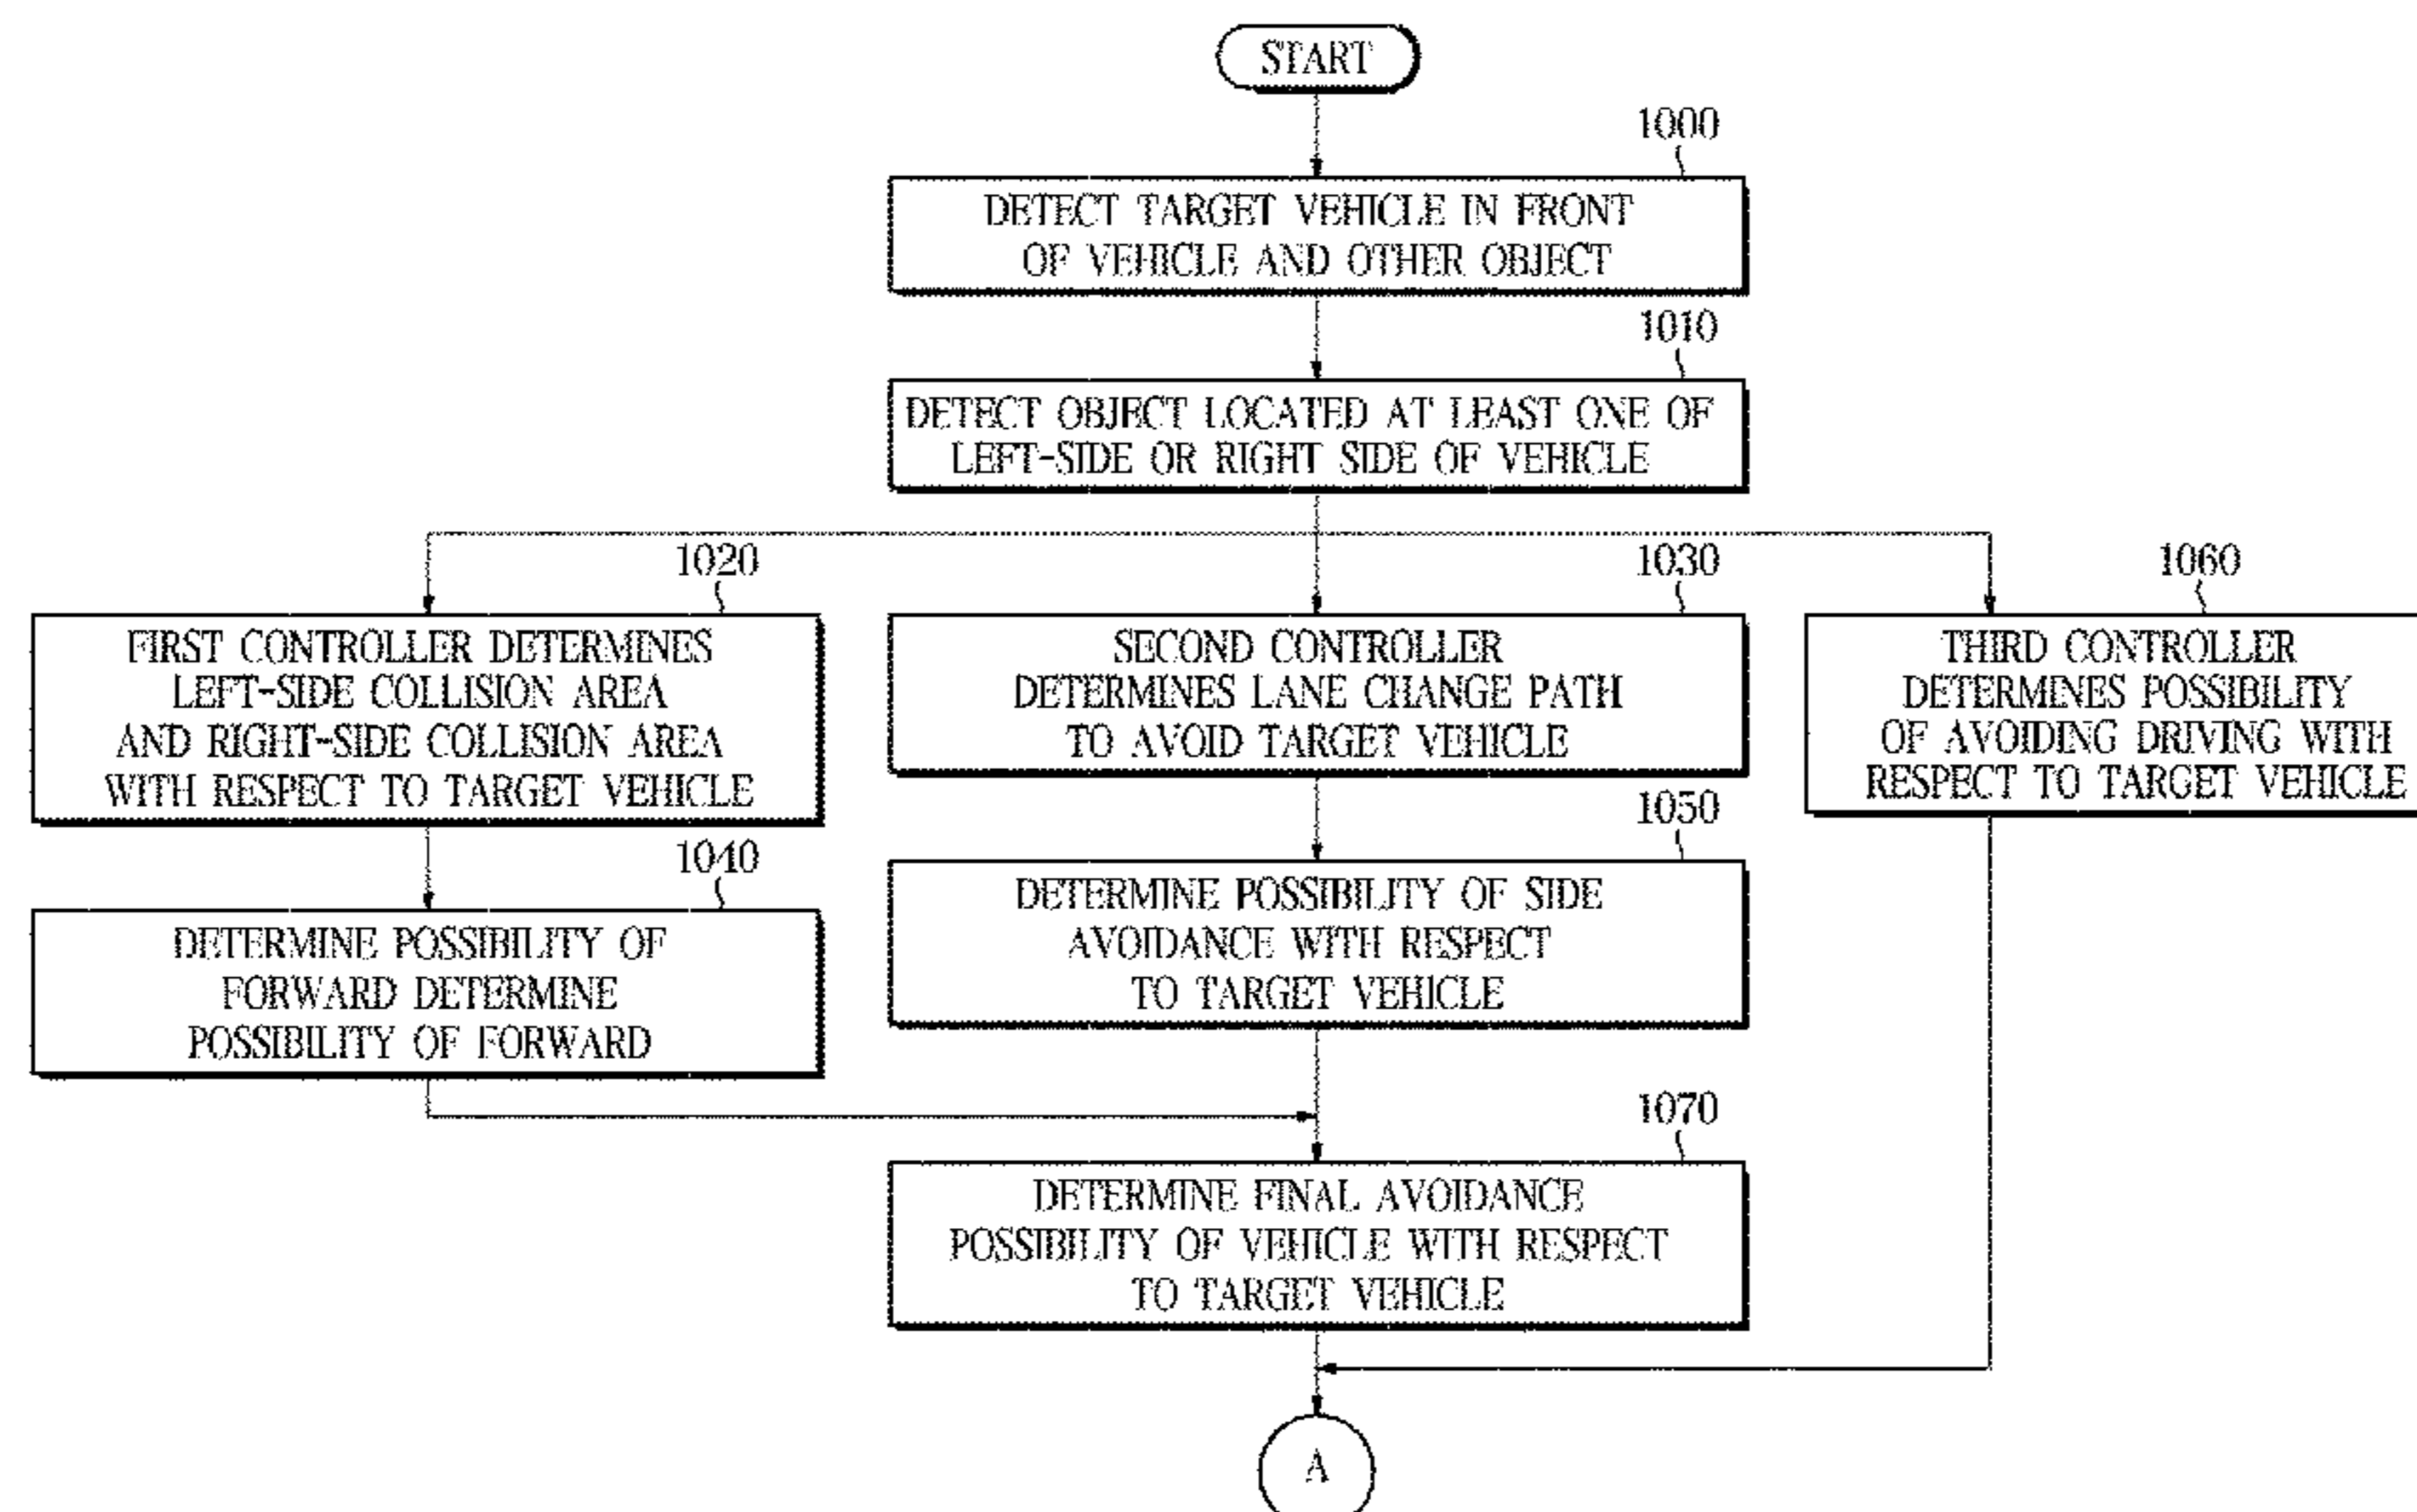 START
1000
DETECT TARGET VEHICLE IN FRONT
OF VEHICLE AND OTHER OBJECT
1010
DETECT OBJECT LOCATED AT LEAST ONE OF
LEFT-SIDE OR RIGHT SIDE OF VEHICLE
1020
FIRST CONTROLLER DETERMINES
LEFT-SIDE COLLISION AREA
AND RIGHT-SIDE COLLISION AREA
WITH RESPECT TO TARGET VEHICLE
1030
SECOND CONTROLLER
DETERMINES LANE CHANGE PATH
TO AVOID TARGET VEHICLE
1060
THIRD CONTROLLER
DETERMINES POSSIBILITY
OF AVOIDING DRIVING WITH
RESPECT TO TARGET VEHICLE
1040
DETERMINE POSSIBILITY OF
FORWARD DETERMINE
POSSIBILITY OF FORWARD
1050
DETERMINE POSSIBILITY OF SIDE
AVOIDANCE WITH RESPECT
TO TARGET VEHICLE
1070
DETERMINE FINAL AVOIDANCE
POSSIBILITY OF VEHICLE WITH RESPECT
TO TARGET VEHICLE
A